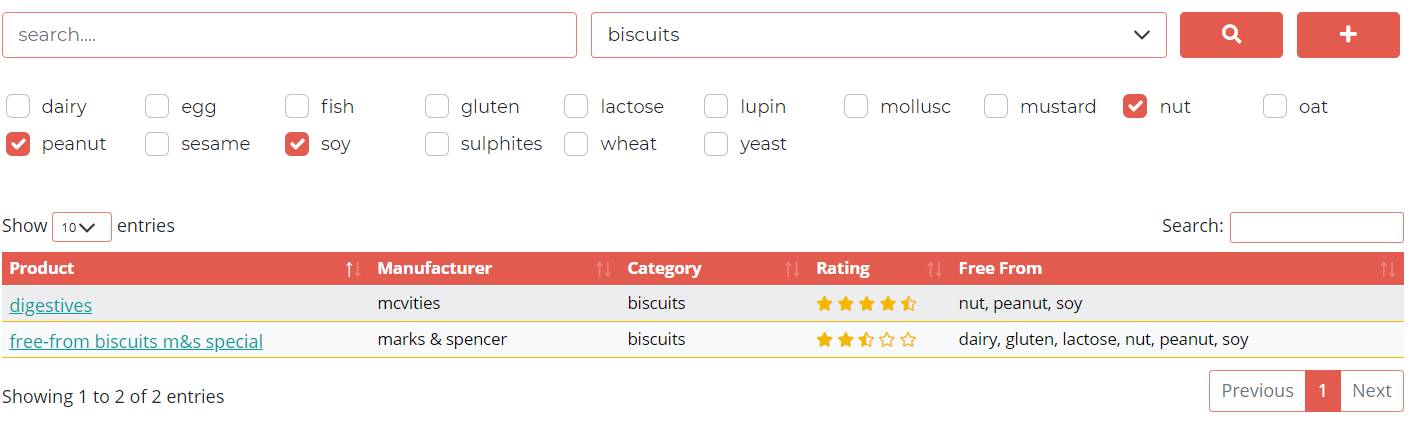 search.... biscuits
dairy egg fish gluten lactose lupin mollusc mustard nut oat
peanut sesame soy sulphites wheat yeast
Show 10 entries Search:
Product Manufacturer Category Rating Free From
digestives mcvities biscuits nut, peanut, soy
free-from biscuits m&s special marks & spencer biscuits dairy, gluten, lactose, nut, peanut, soy
Showing 1 to 2 of 2 entries Previous 1 Next